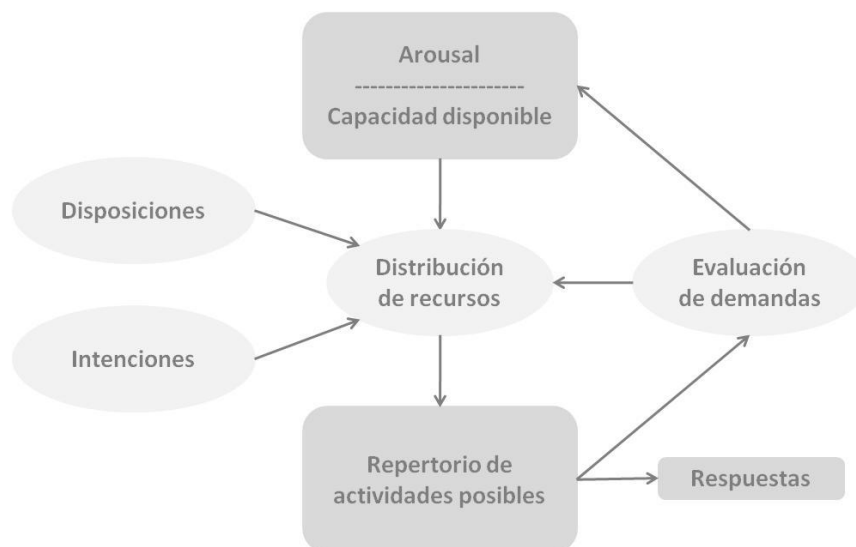 Arousal
----------------------
Capacidad disponible
Disposiciones
Distribución
de recursos
Evaluación
de demandas
Intenciones
Repertorio de
actividades posibles
Respuestas